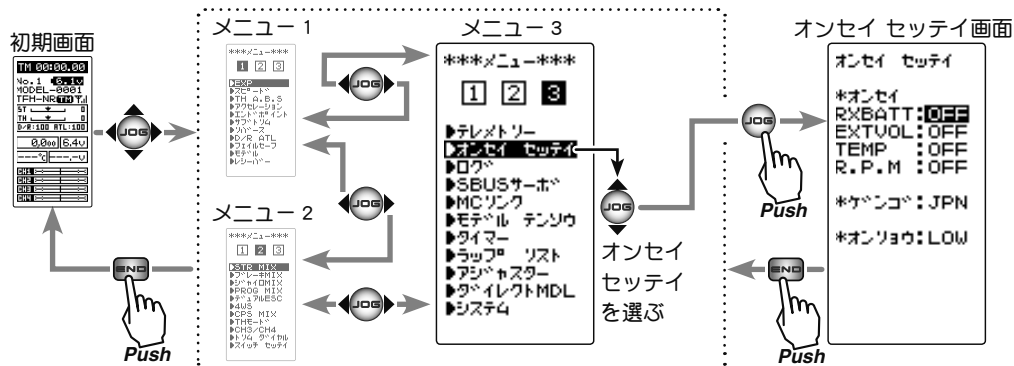 初期画面
TM 00:00.00
No.1 6.1v
MODEL-0001
TFH-NR TM
ST 0
TH 0
D/R:100 ATL:100
0.0oo 6.4v
---°C ---.-v
CH1
CH2
CH3
CH4
JOG
END
Push
メニュー 1
***メニュー***
1 2 3
▶EXP
▶スピード
▶TH A.B.S
▶アクセレーション
▶エンドポイント
▶サブトリム
▶リバース
▶D/R ATL
▶フェイルセーフ
▶モデル
▶レシーバー
メニュー 2
***メニュー***
1 2 3
▶STR MIX
▶ブレーキMIX
▶ジャイロMIX
▶PROG MIX
▶デュアルESC
▶4WS
▶CPS MIX
▶THモード
▶CH3/CH4
▶トリム ダイヤル
▶スイッチ セッテイ
JOG
JOG
JOG
メニュー 3
***メニュー***
1 2 3
▶テレメトリー
▶オンセイ セッテイ
▶ログ
▶SBUSサーボ
▶MCリンク
▶モデル テンソウ
▶タイマー
▶ラップ リスト
▶アジャスター
▶ダイレクトMDL
▶システム
JOG
オンセイ
セッテイ
を選ぶ
JOG
Push
END
Push
オンセイ セッテイ画面
オンセイ セッテイ
*オンセイ
RXBATT:OFF
EXTVOL:OFF
TEMP :OFF
R.P.M :OFF
*ゲンゴ:JPN
*オンリョウ:LOW